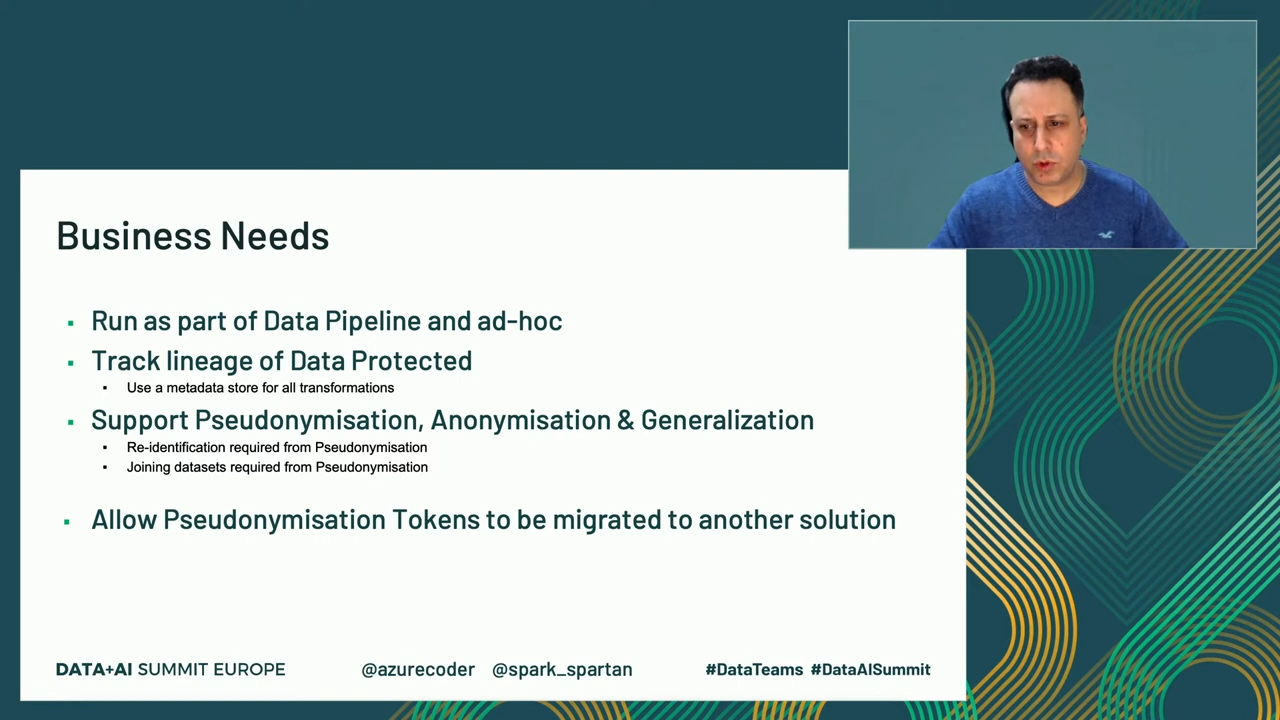 Business Needs
Run as part of Data Pipeline and ad-hoc
Track lineage of Data Protected
Use a metadata store for all transformations
Support Pseudonymisation, Anonymisation & Generalization
Re-identification required from Pseudonymisation
Joining datasets required from Pseudonymisation
Allow Pseudonymisation Tokens to be migrated to another solution
DATA+AI SUMMIT EUROPE @azurecoder @spark_spartan #DataTeams #DataAISummit